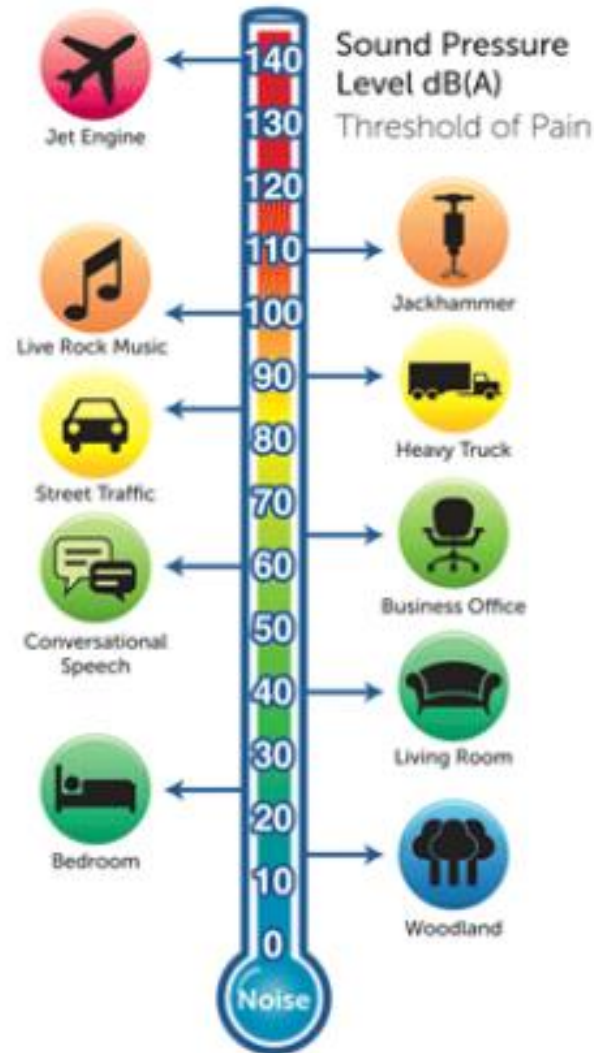 Sound Pressure
Level dB(A)
Threshold of Pain
140
Jet Engine
130
120
110
Jackhammer
100
Live Rock Music
90
Heavy Truck
Street Traffic
80
70
Business Office
60
Conversational
Speech
50
40
Living Room
30
Bedroom
20
10
Woodland
0
Noise